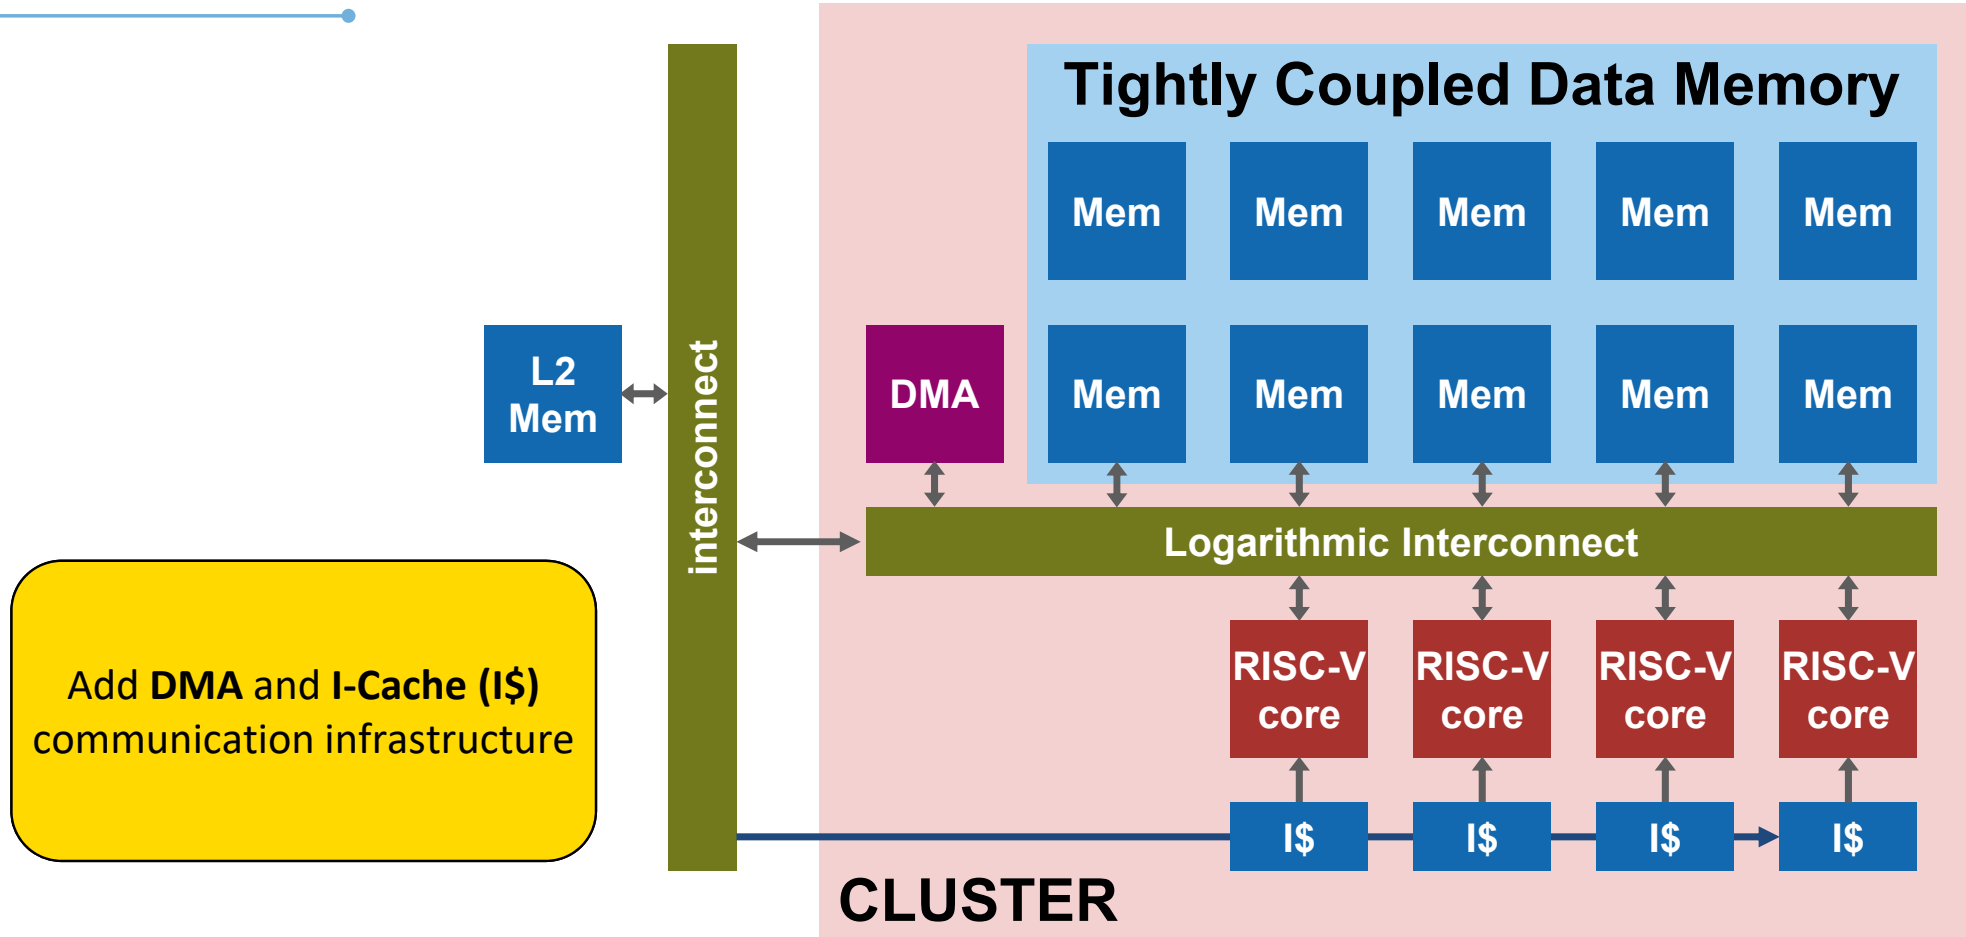 Tightly Coupled Data Memory
Mem Mem Mem Mem Mem
L2
Mem
interconnect
DMA
Mem Mem Mem Mem Mem
Logarithmic Interconnect
Add DMA and I-Cache (I$)
communication infrastructure
RISC-V
core
RISC-V
core
RISC-V
core
RISC-V
core
I$ I$ I$ I$
CLUSTER